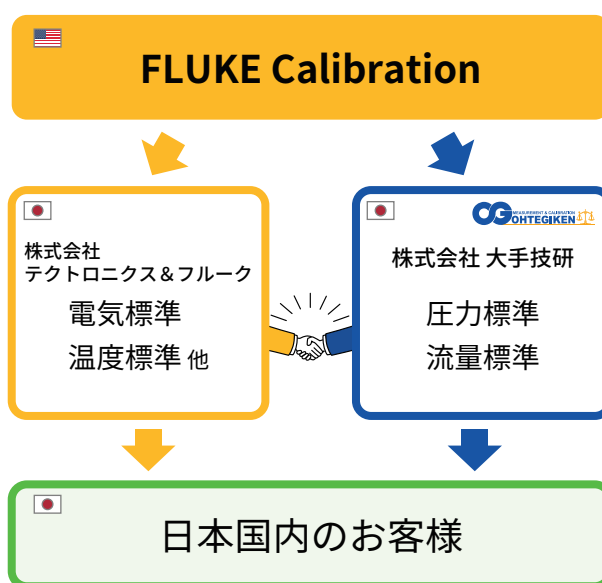 FLUKE Calibration
株式会社
テクトロニクス＆フルーク
電気標準
温度標準 他
MEASUREMENT & CALIBRATION
OHTEGIKEN
株式会社 大手技研
圧力標準
流量標準
日本国内のお客様